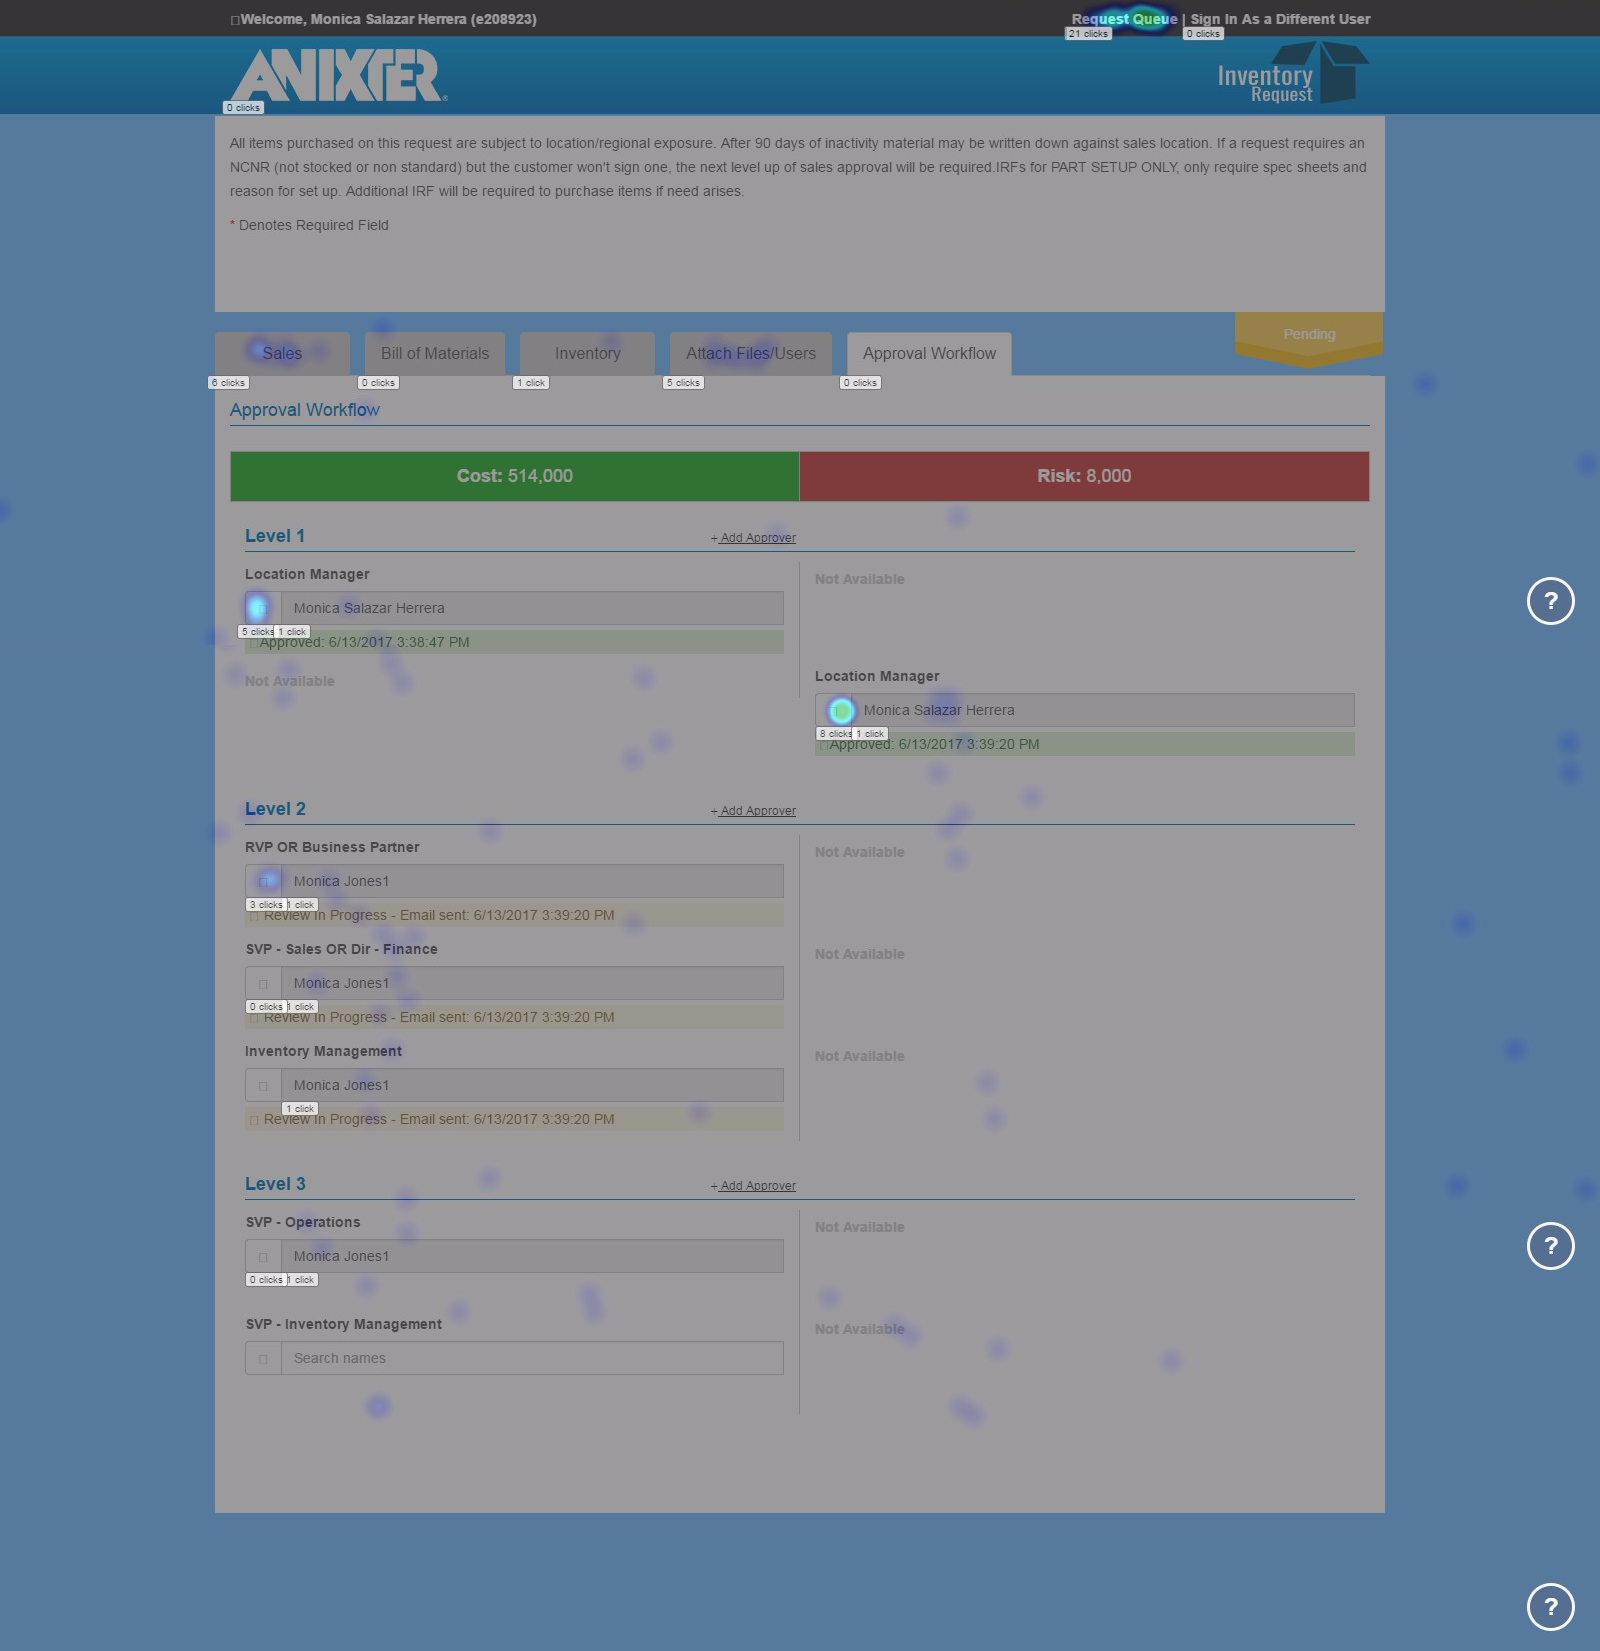 Welcome, Monica Salazar Herrera (e208923)
Request Queue | Sign In As a Different User
21 clicks
0 clicks
ANIXTER
Inventory
Request
0 clicks
All items purchased on this request are subject to location/regional exposure. After 90 days of inactivity material may be written down against sales location. If a request requires an
NCNR (not stocked or non standard) but the customer won't sign one, the next level up of sales approval will be required.IRFs for PART SETUP ONLY, only require spec sheets and
reason for set up. Additional IRF will be required to purchase items if need arises.
* Denotes Required Field
Pending
Sales
Bill of Materials
Inventory
Attach Files/Users
Approval Workflow
6 clicks
0 clicks
1 click
5 clicks
0 clicks
Approval Workflow
Cost: 514,000
Risk: 8,000
Level 1
+ Add Approver
Location Manager
Not Available
Monica Salazar Herrera
5 clicks
1 click
Approved: 6/13/2017 3:38:47 PM
Not Available
Location Manager
Monica Salazar Herrera
8 clicks
1 click
Approved: 6/13/2017 3:39:20 PM
Level 2
+ Add Approver
RVP OR Business Partner
Not Available
Monica Jones1
3 clicks
1 click
Review In Progress - Email sent: 6/13/2017 3:39:20 PM
SVP - Sales OR Dir - Finance
Not Available
Monica Jones1
0 clicks
1 click
Review In Progress - Email sent: 6/13/2017 3:39:20 PM
Inventory Management
Not Available
Monica Jones1
1 click
Review In Progress - Email sent: 6/13/2017 3:39:20 PM
Level 3
+ Add Approver
SVP - Operations
Not Available
Monica Jones1
0 clicks
1 click
SVP - Inventory Management
Not Available
Search names
?
?
?